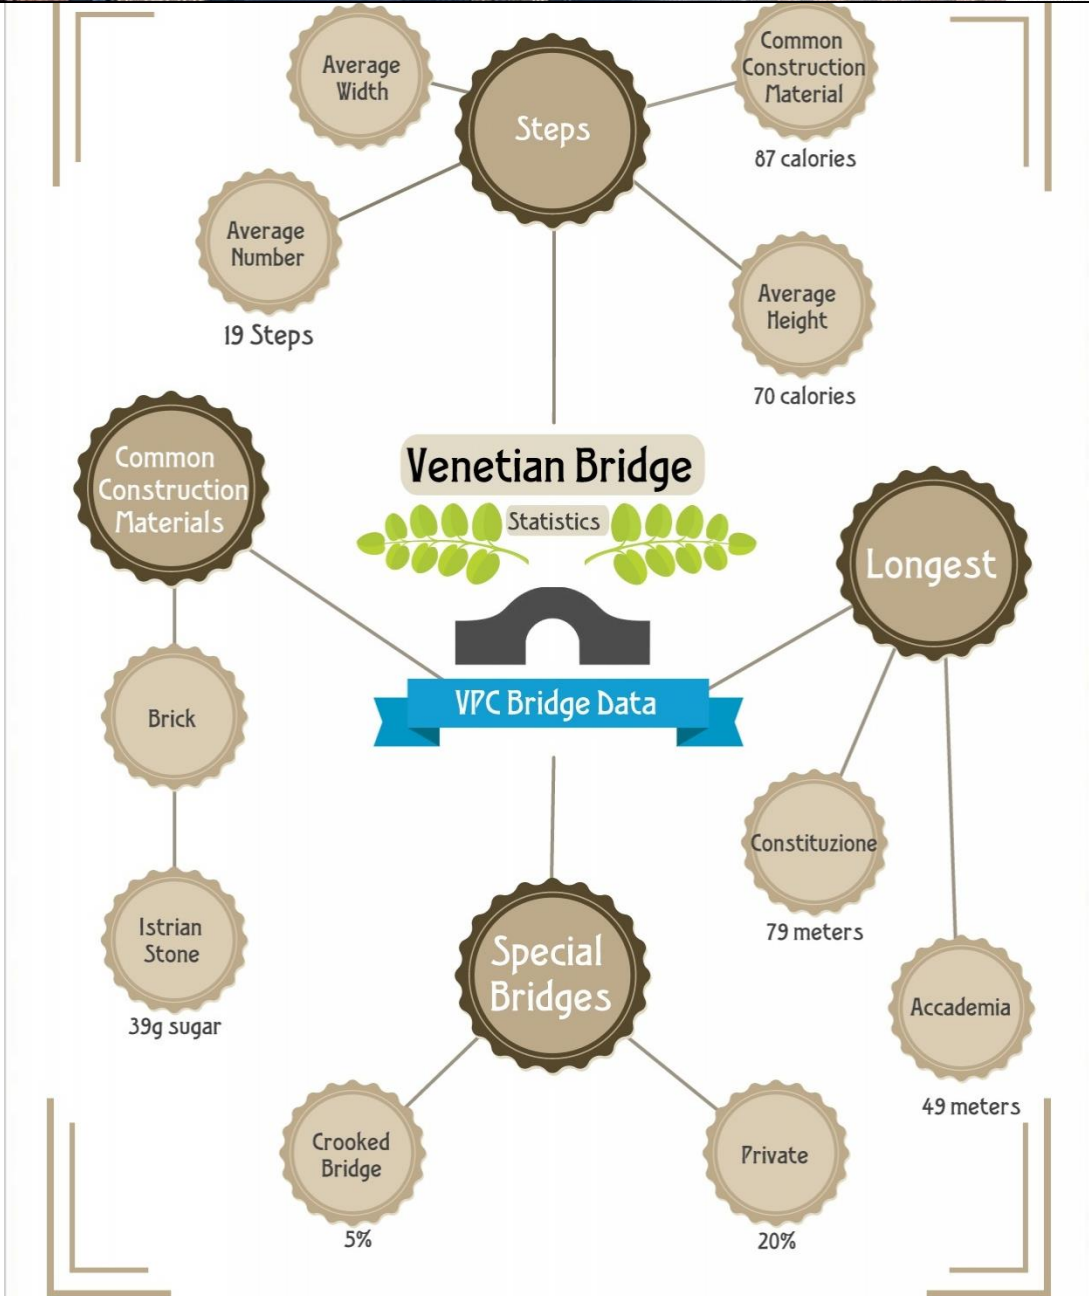 Average
Width
Steps
Common
Construction
Material
87 calories
Average
Number
19 Steps
Average
Height
70 calories
Common
Construction
Materials
Venetian Bridge
Statistics
Longest
VPC Bridge Data
Brick
Istrian
Stone
39g sugar
Constituzione
79 meters
Accademia
49 meters
Special
Bridges
Crooked
Bridge
5%
Private
20%